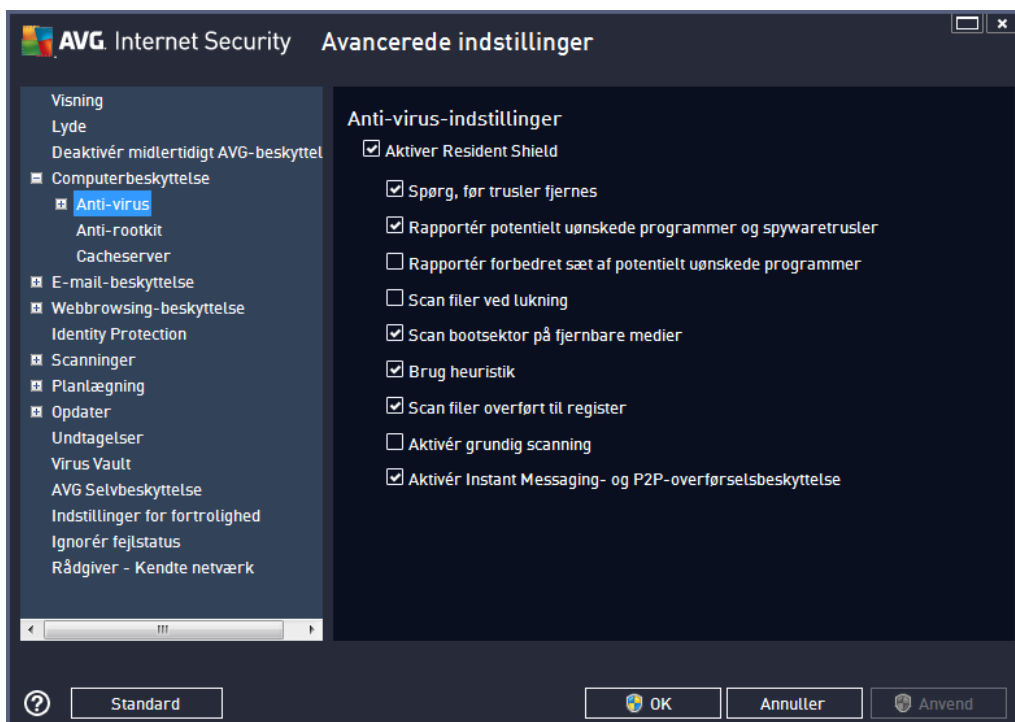 AVG. Internet Security Avancerede indstillinger
Visning
Lyde
Deaktivér midlertidigt AVG-beskyttel
Computerbeskyttelse
Anti-virus
Anti-rootkit
Cacheserver
E-mail-beskyttelse
Webbrowsing-beskyttelse
Identity Protection
Scanninger
Planlægning
Opdater
Undtagelser
Virus Vault
AVG Selvbeskyttelse
Indstillinger for fortrolighed
Ignorér fejlstatus
Rådgiver - Kendte netværk
Anti-virus-indstillinger
Aktiver Resident Shield
Spørg, før trusler fjernes
Rapportér potentielt uønskede programmer og spywaretrusler
Rapportér forbedret sæt af potentielt uønskede programmer
Scan filer ved lukning
Scan bootsektor på fjernbare medier
Brug heuristik
Scan filer overført til register
Aktivér grundig scanning
Aktivér Instant Messaging- og P2P-overførselsbeskyttelse
Standard
OK
Annuller
Anvend